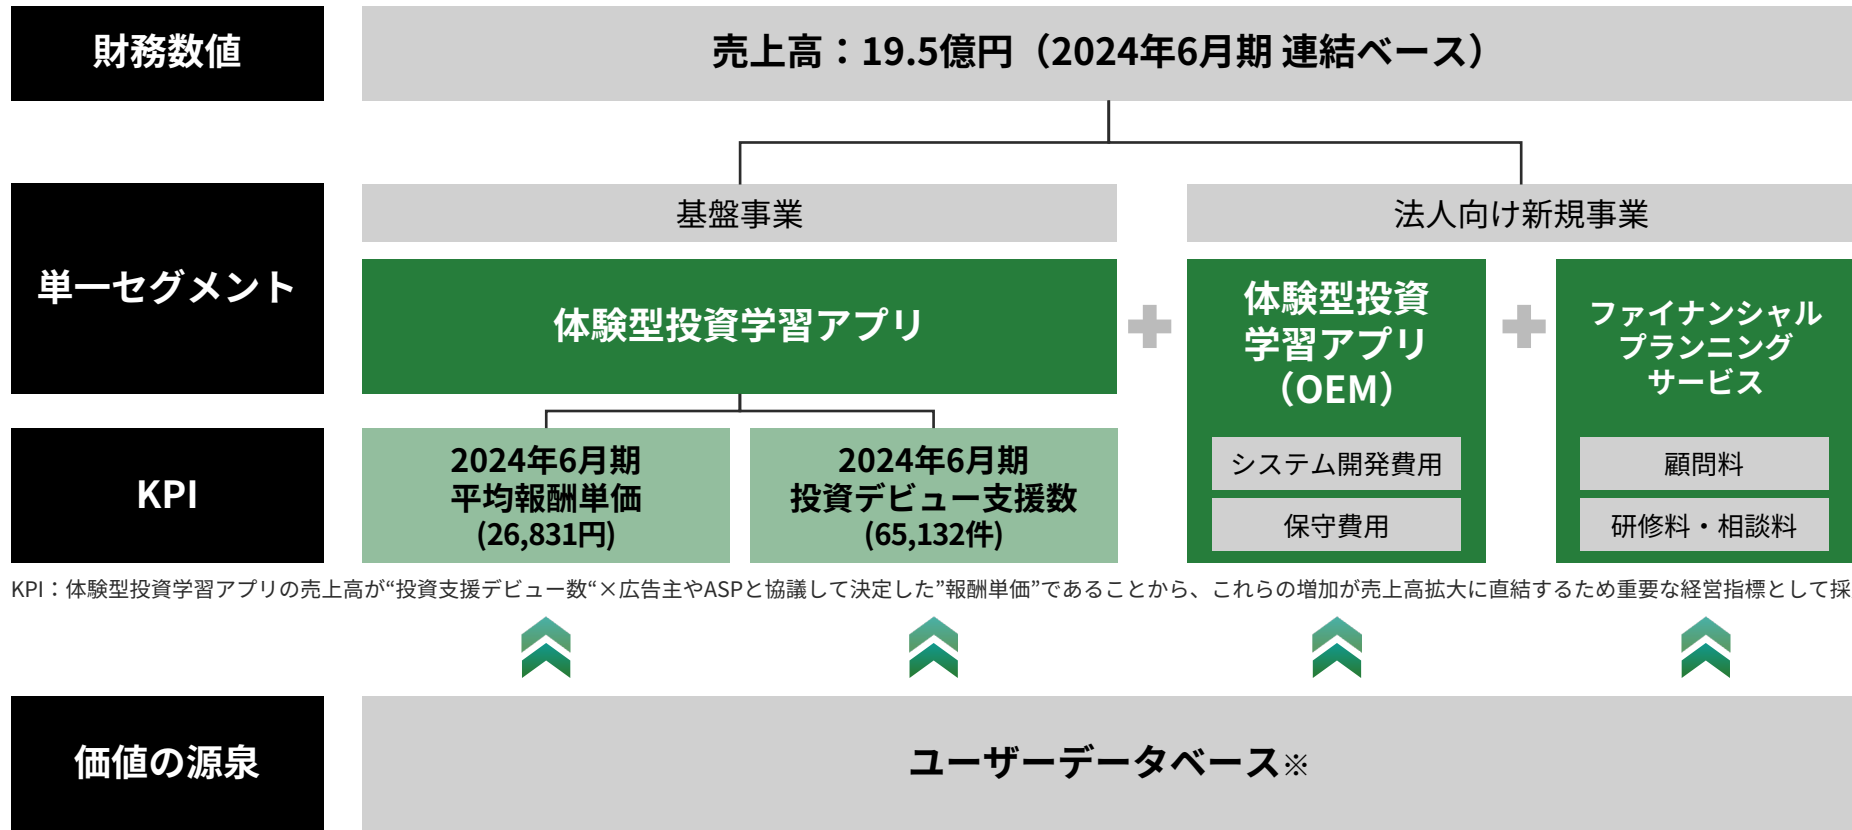 財務数値
売上高：19.5億円（2024年6月期 連結ベース）
単一セグメント
基盤事業
法人向け新規事業
体験型投資学習アプリ
体験型投資
学習アプリ
（OEM）
ファイナンシャル
プランニング
サービス
KPI
2024年6月期
平均報酬単価
(26,831円)
2024年6月期
投資デビュー支援数
(65,132件)
システム開発費用
保守費用
顧問料
研修料・相談料
KPI：体験型投資学習アプリの売上高が“投資支援デビュー数“×広告主やASPと協議して決定した”報酬単価”であることから、これらの増加が売上高拡大に直結するため重要な経営指標として採
価値の源泉
ユーザーデータベース※